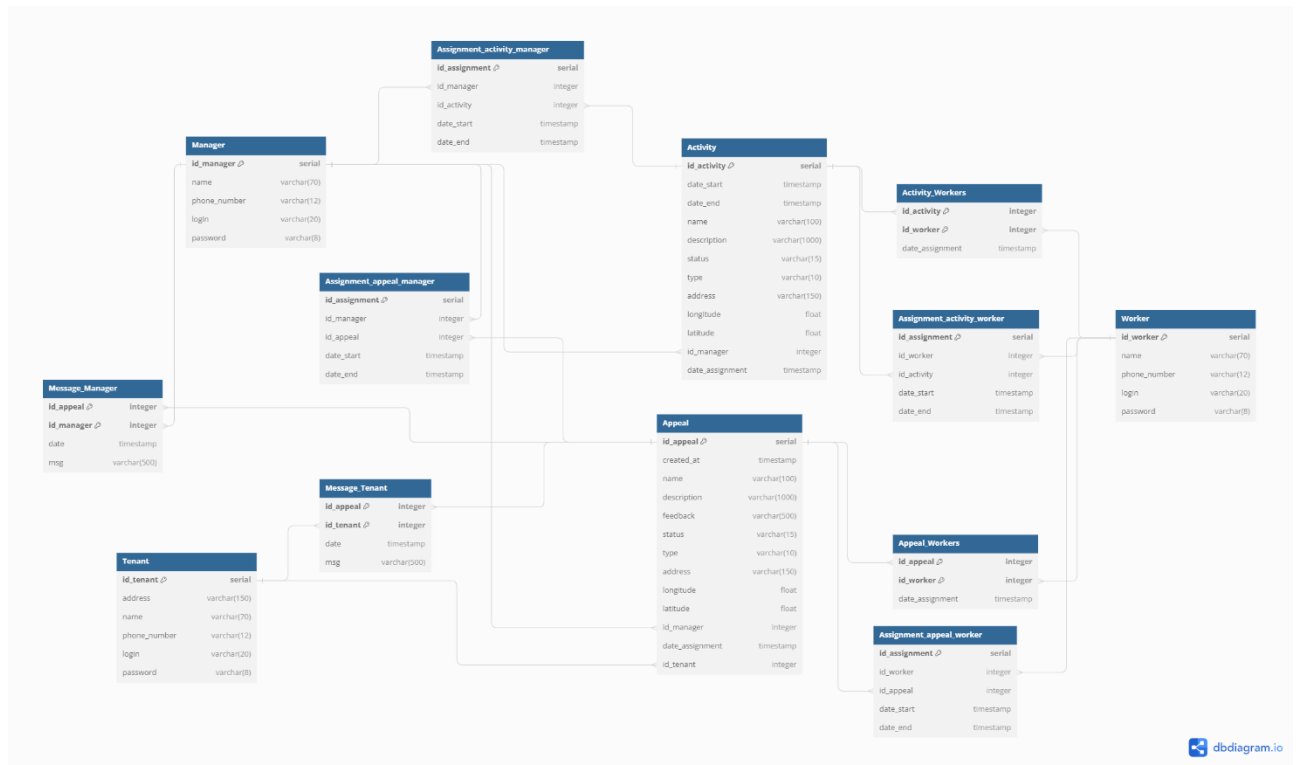 Assignment_activity_manager
id_assignment serial
id_manager integer
id_activity integer
date_start timestamp
date_end timestamp
Manager
id_manager serial
name varchar(70)
phone_number varchar(12)
login varchar(20)
password varchar(8)
Activity
id_activity serial
date_start timestamp
date_end timestamp
name varchar(100)
description varchar(1000)
status varchar(15)
type varchar(10)
address varchar(150)
longitude float
latitude float
id_manager integer
date_assignment timestamp
Activity_Workers
id_activity integer
id_worker integer
date_assignment timestamp
Assignment_appeal_manager
id_assignment serial
id_manager integer
id_appeal integer
date_start timestamp
date_end timestamp
Assignment_activity_worker
id_assignment serial
id_worker integer
id_activity integer
date_start timestamp
date_end timestamp
Worker
id_worker serial
name varchar(70)
phone_number varchar(12)
login varchar(20)
password varchar(8)
Message_Manager
id_appeal integer
id_manager integer
date timestamp
msg varchar(500)
Appeal
id_appeal serial
created_at timestamp
name varchar(100)
description varchar(1000)
feedback varchar(500)
status varchar(15)
type varchar(10)
address varchar(150)
longitude float
latitude float
id_manager integer
date_assignment timestamp
id_tenant integer
Message_Tenant
id_appeal integer
id_tenant integer
date timestamp
msg varchar(500)
Tenant
id_tenant serial
address varchar(150)
name varchar(70)
phone_number varchar(12)
login varchar(20)
password varchar(8)
Appeal_Workers
id_appeal integer
id_worker integer
date_assignment timestamp
Assignment_appeal_worker
id_assignment serial
id_worker integer
id_appeal integer
date_start timestamp
date_end timestamp
dbdiagram.io